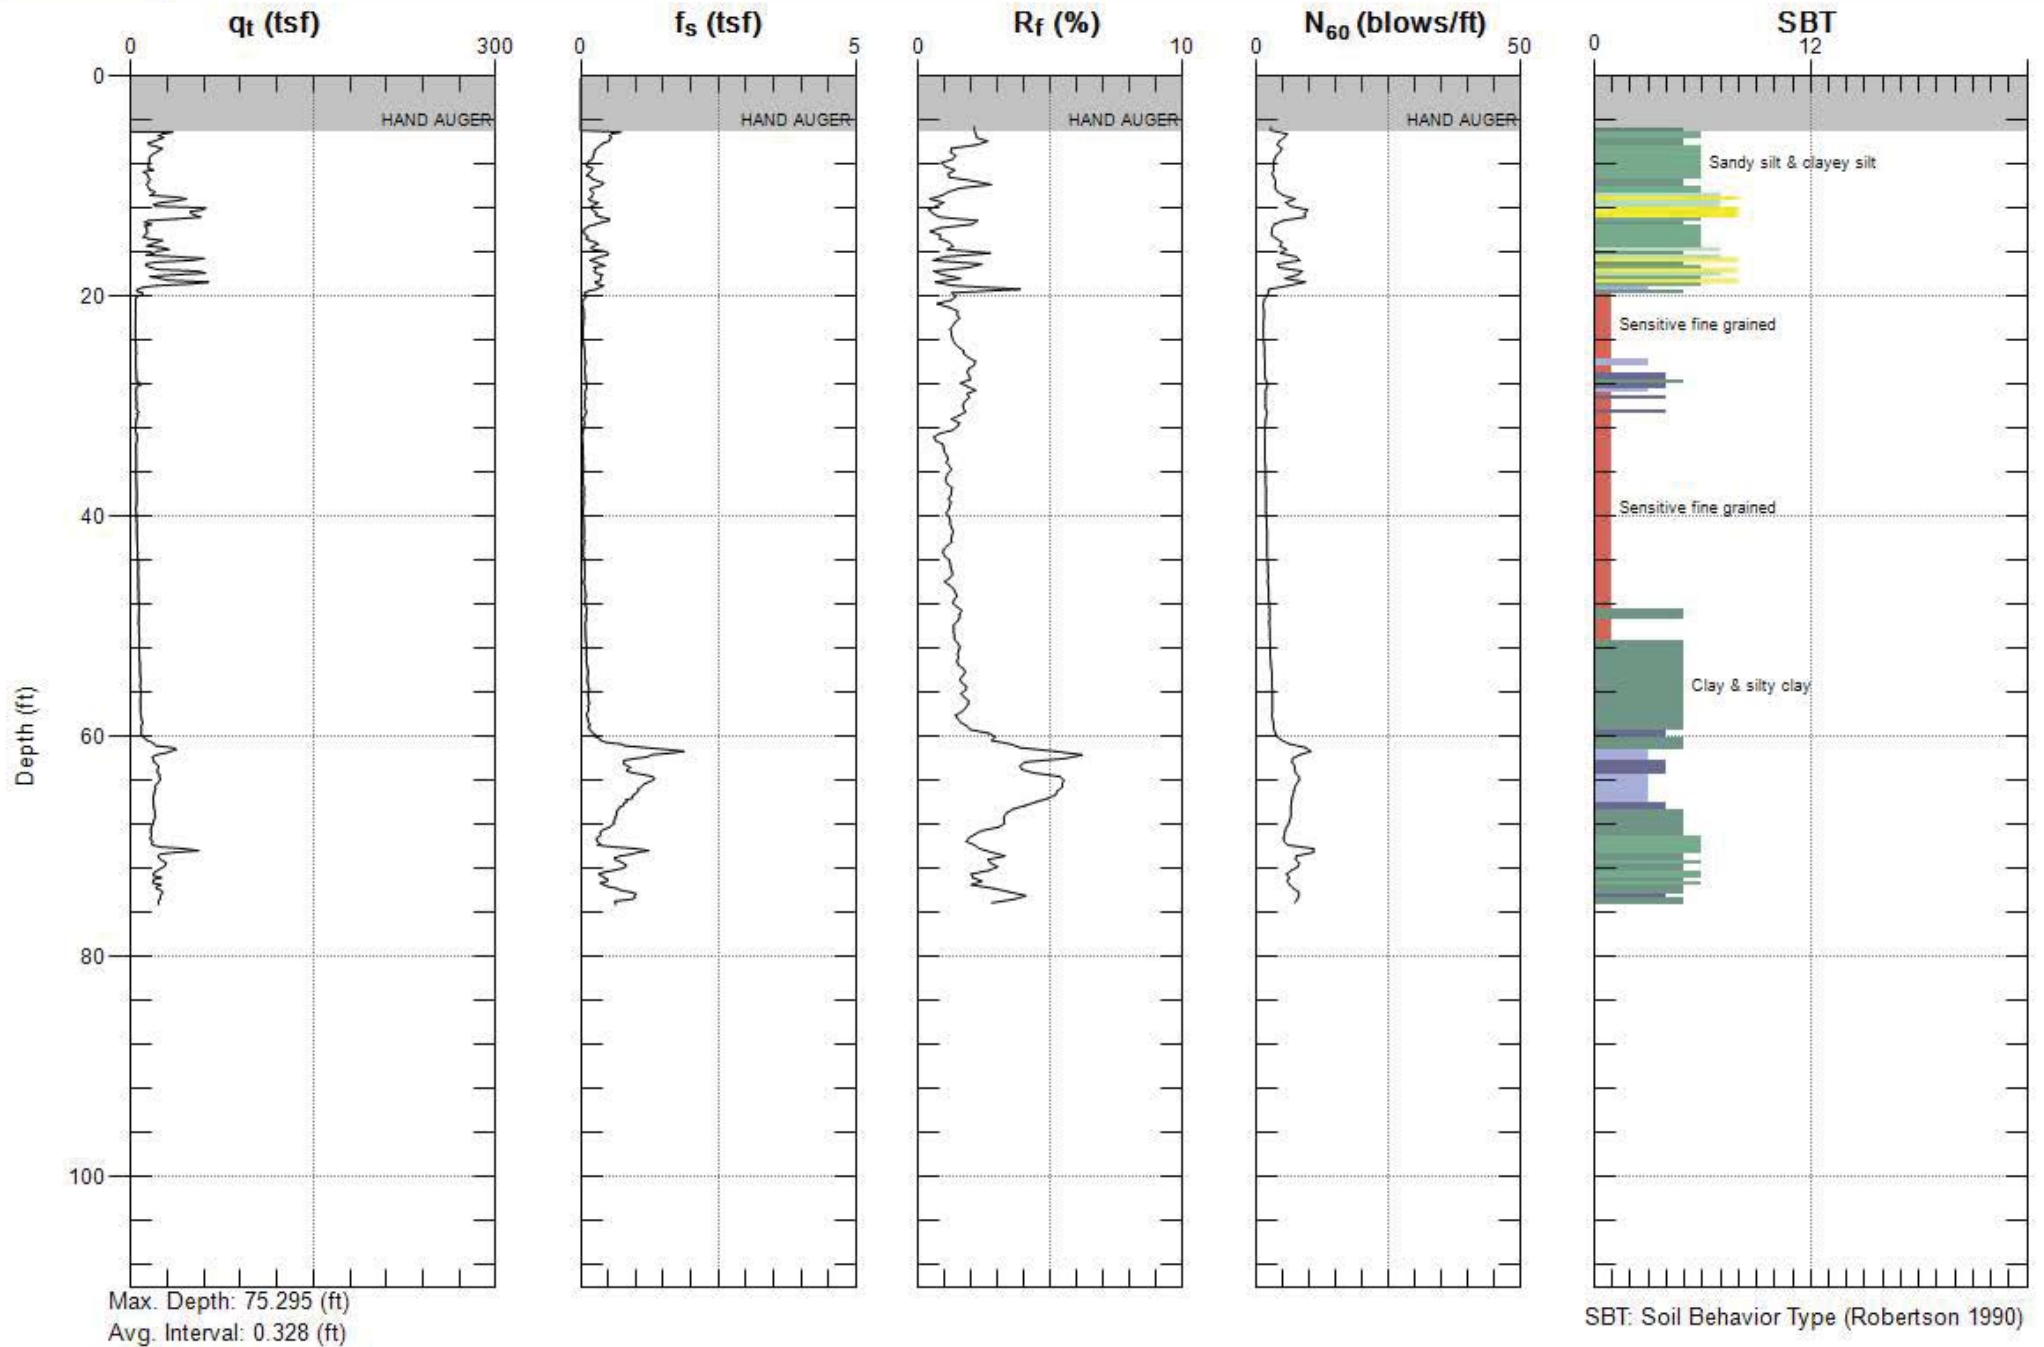 qt (tsf)
0 300
fs (tsf)
0 5
Rf (%)
0 10
N60 (blows/ft)
0 50
SBT
0 12
0
HAND AUGER
HAND AUGER
HAND AUGER
HAND AUGER
Sandy silt & clayey silt
20
Sensitive fine grained
40
Sensitive fine grained
Clay & silty clay
60
Depth (ft)
80
100
Max. Depth: 75.295 (ft)
Avg. Interval: 0.328 (ft)
SBT: Soil Behavior Type (Robertson 1990)